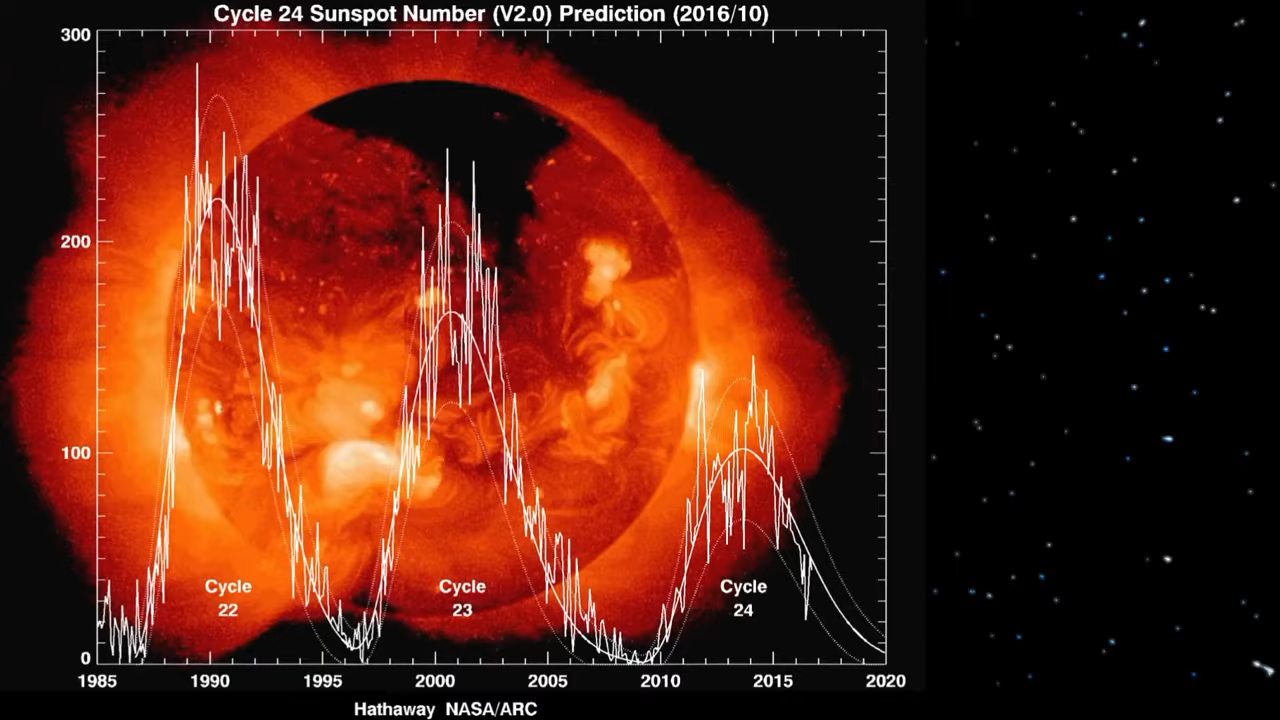 Cycle 24 Sunspot Number (V2.0) Prediction (2016/10)
300
200
100
0
Cycle
22
Cycle
23
Cycle
24
1985 1990 1995 2000 2005 2010 2015 2020
Hathaway NASA/ARC